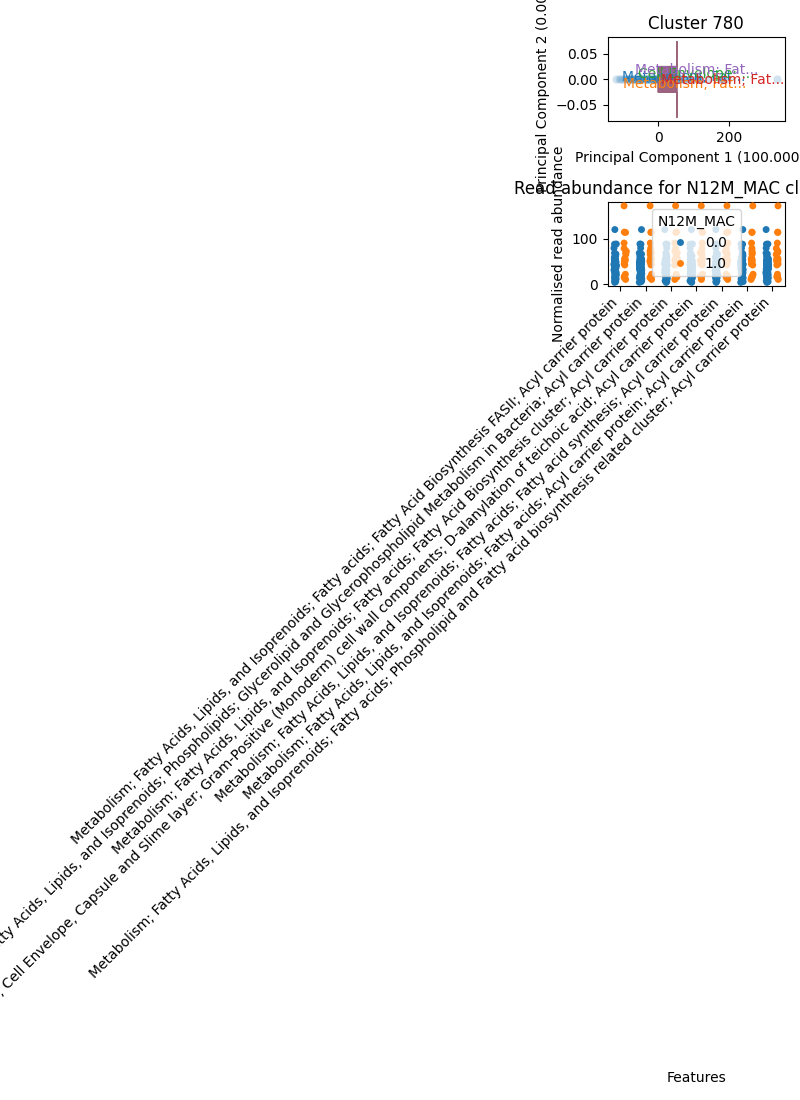 Cluster 780
Principal Component 2 (0.00
0.05
0.00
−0.05
Metabolism; Fat...
Metabolism; Fat...
Metabolism; Fat...
0
200
Principal Component 1 (100.000
Read abundance for N12M_MAC cl
Normalised read abundance
100
0
N12M_MAC
0.0
1.0
Metabolism; Fatty Acids, Lipids, and Isoprenoids; Fatty acids; Fatty Acid Biosynthesis FASII; Acyl carrier protein
tty Acids, Lipids, and Isoprenoids; Phospholipids; Glycerolipid and Glycerophospholipid Metabolism in Bacteria; Acyl carrier protein
Metabolism; Fatty Acids, Lipids, and Isoprenoids; Fatty acids; Fatty Acid Biosynthesis cluster; Acyl carrier protein
, Cell Envelope, Capsule and Slime layer; Gram-Positive (Monoderm) cell wall components; D-alanylation of teichoic acid; Acyl carrier protein
Metabolism; Fatty Acids, Lipids, and Isoprenoids; Fatty acids; Fatty acid synthesis; Acyl carrier protein
Metabolism; Fatty Acids, Lipids, and Isoprenoids; Fatty acids; Acyl carrier protein; Acyl carrier protein
Metabolism; Fatty Acids, Lipids, and Isoprenoids; Fatty acids; Phospholipid and Fatty acid biosynthesis related cluster; Acyl carrier protein
Features